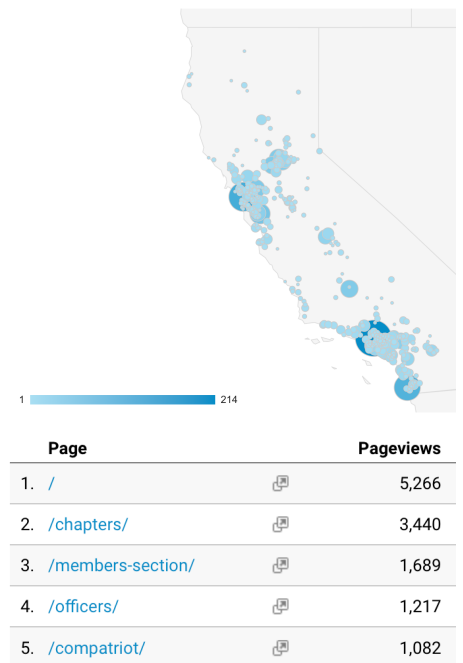 1 214
Page Pageviews
1. / 5,266
2. /chapters/ 3,440
3. /members-section/ 1,689
4. /officers/ 1,217
5. /compatriot/ 1,082